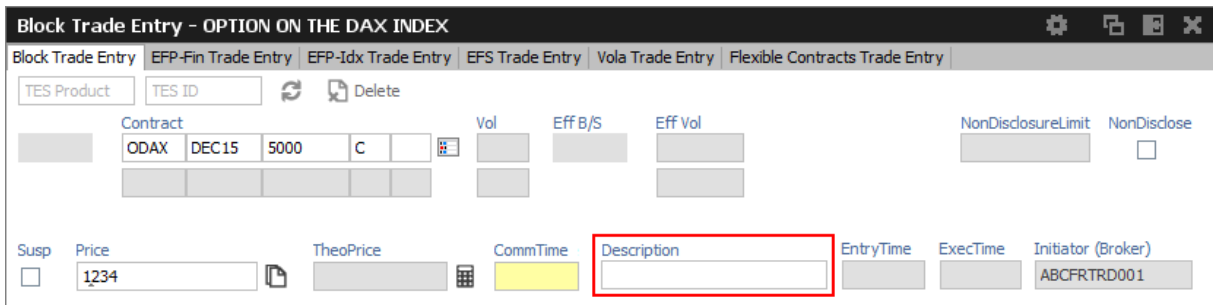 Block Trade Entry - OPTION ON THE DAX INDEX
Block Trade Entry EFP-Fin Trade Entry EFP-Idx Trade Entry EFS Trade Entry Vola Trade Entry Flexible Contracts Trade Entry
TES Product TES ID Delete
Contract Vol Eff B/S Eff Vol NonDisclosureLimit NonDisclose
ODAX DEC15 5000 C
Susp Price TheoPrice CommTime Description EntryTime ExecTime Initiator (Broker)
1234 ABCFRTRD001